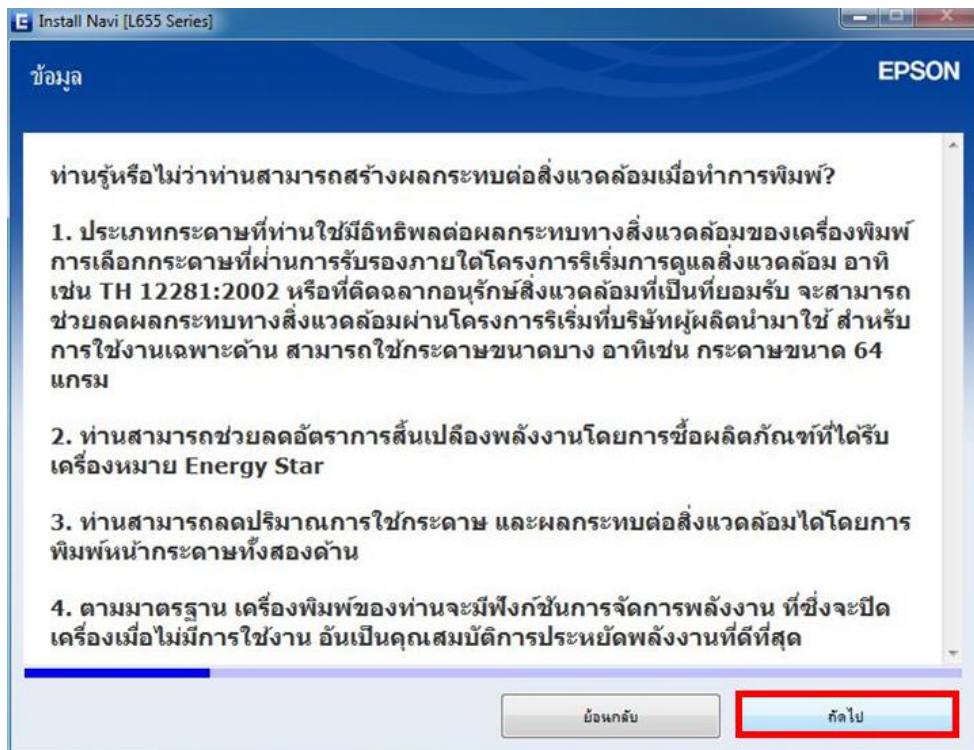 Install Navi [L655 Series]
ข้อมูล
EPSON
ท่านรู้หรือไม่ว่าท่านสามารถสร้างผลกระทบต่อสิ่งแวดล้อมเมื่อทำการพิมพ์?
1. ประเภทกระดาษที่ท่านใช้มีอิทธิพลต่อผลกระทบทางสิ่งแวดล้อมของเครื่องพิมพ์
การเลือกกระดาษที่ผ่านการรับรองภายใต้โครงการริเริ่มการดูแลสิ่งแวดล้อม อาทิ
เช่น TH 12281:2002 หรือที่ติดฉลากอนุรักษ์สิ่งแวดล้อมที่เป็นที่ยอมรับ จะสามารถ
ช่วยลดผลกระทบทางสิ่งแวดล้อมผ่านโครงการริเริ่มที่บริษัทผู้ผลิตนำมาใช้ สำหรับ
การใช้งานเฉพาะด้าน สามารถใช้กระดาษขนาดบาง อาทิเช่น กระดาษขนาด 64
แกรม
2. ท่านสามารถช่วยลดอัตราการสิ้นเปลืองพลังงานโดยการซื้อผลิตภัณฑ์ที่ได้รับ
เครื่องหมาย Energy Star
3. ท่านสามารถลดปริมาณการใช้กระดาษ และผลกระทบต่อสิ่งแวดล้อมได้โดยการ
พิมพ์หน้ากระดาษทั้งสองด้าน
4. ตามมาตรฐาน เครื่องพิมพ์ของท่านจะมีฟังก์ชันการจัดการพลังงาน ที่ซึ่งจะปิด
เครื่องเมื่อไม่มีการใช้งาน อันเป็นคุณสมบัติการประหยัดพลังงานที่ดีที่สุด
ย้อนกลับ
ถัดไป